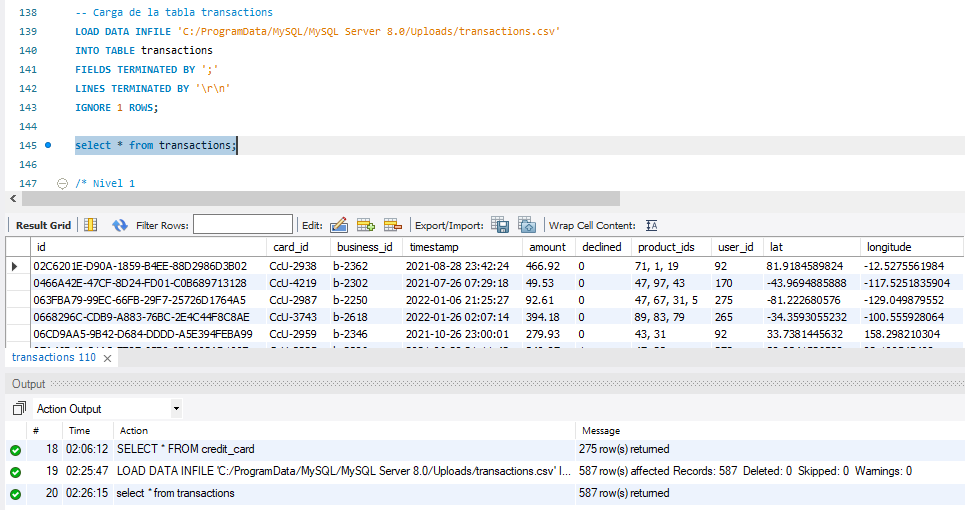 138 -- Carga de la tabla transactions
139 LOAD DATA INFILE 'C:/ProgramData/MySQL/MySQL Server 8.0/Uploads/transactions.csv'
140 INTO TABLE transactions
141 FIELDS TERMINATED BY ';'
142 LINES TERMINATED BY '\r\n'
143 IGNORE 1 ROWS;
144
145 select * from transactions;
146
147 /* Nivel 1
Result Grid Filter Rows: Edit: Export/Import: Wrap Cell Content: IA
id card_id business_id timestamp amount declined product_ids user_id lat longitude
02C6201E-D90A-1859-B4EE-88D2986D3B02 CcU-2938 b-2362 2021-08-28 23:42:24 466.92 0 71, 1, 19 92 81.9184589824 -12.5275561984
0466A42E-47CF-8D24-FD01-C0B689713128 CcU-4219 b-2302 2021-07-26 07:29:18 49.53 0 47, 97, 43 170 -43.9694885888 -117.5251835904
063FBA79-99EC-66FB-29F7-25726D1764A5 CcU-2987 b-2250 2022-01-06 21:25:27 92.61 0 47, 67, 31, 5 275 -81.222680576 -129.049879552
0668296C-CDB9-A883-76BC-2E4C44F8C8AE CcU-3743 b-2618 2022-01-26 02:07:14 394.18 0 89, 83, 79 265 -34.3593055232 -100.555928064
06CD9AA5-9B42-D684-DDDD-A5E394FEBA99 CcU-2959 b-2346 2021-10-26 23:00:01 279.93 0 43, 31 92 33.7381445632 158.298210304
transactions 110
Output
Action Output
# Time Action Message
18 02:06:12 SELECT * FROM credit_card 275 row(s) returned
19 02:25:47 LOAD DATA INFILE 'C:/ProgramData/MySQL/MySQL Server 8.0/Uploads/transactions.csv' I... 587 row(s) affected Records: 587 Deleted: 0 Skipped: 0 Warnings: 0
20 02:26:15 select * from transactions 587 row(s) returned